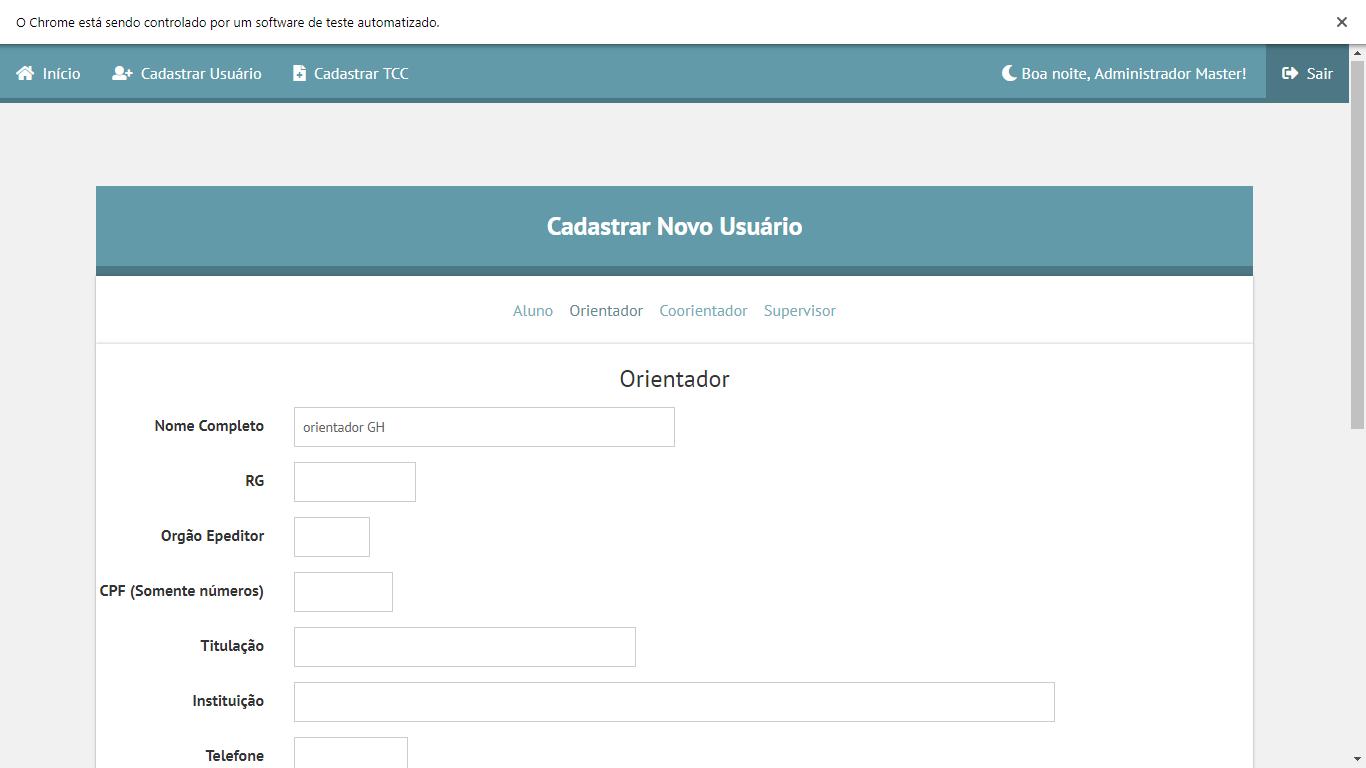 O Chrome está sendo controlado por um software de teste automatizado.
Início Cadastrar Usuário Cadastrar TCC Boa noite, Administrador Master! Sair
Cadastrar Novo Usuário
Aluno Orientador Coorientador Supervisor
Orientador
Nome Completo orientador GH
RG
Orgão Epeditor
CPF (Somente números)
Titulação
Instituição
Telefone